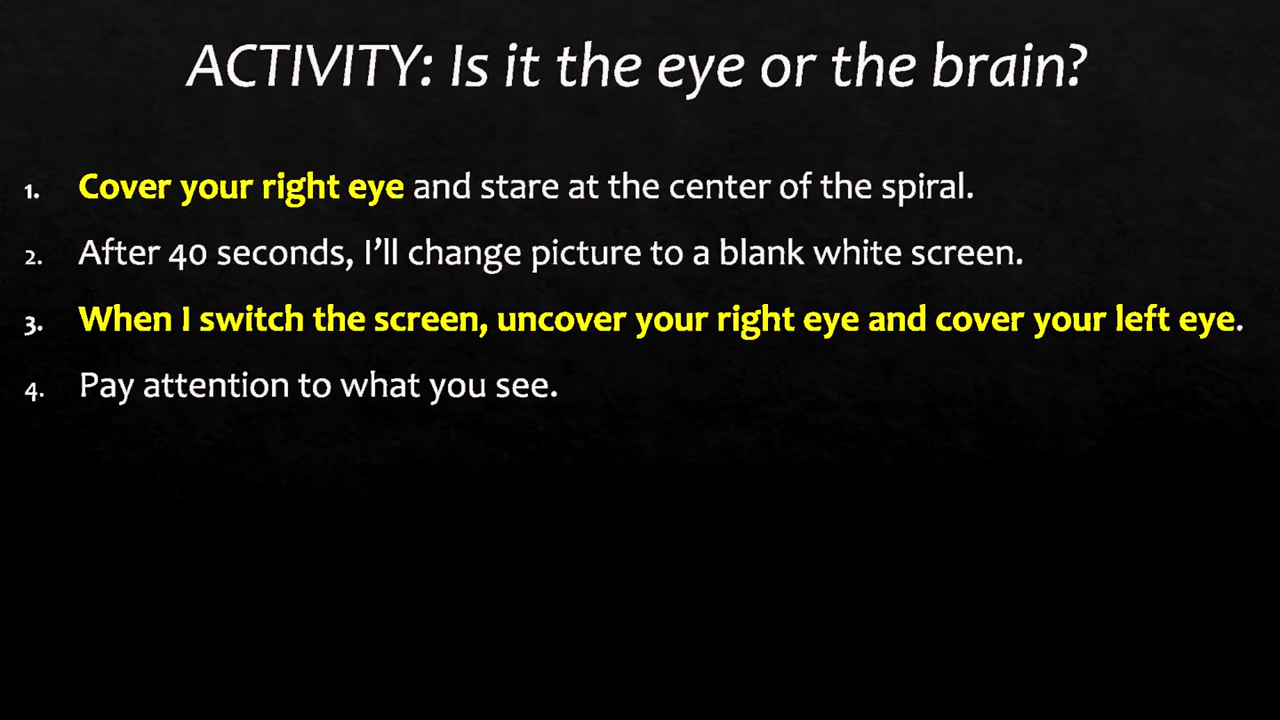 ACTIVITY: Is it the eye or the brain?
1. Cover your right eye and stare at the center of the spiral.
2. After 40 seconds, I’ll change picture to a blank white screen.
3. When I switch the screen, uncover your right eye and cover your left eye.
4. Pay attention to what you see.